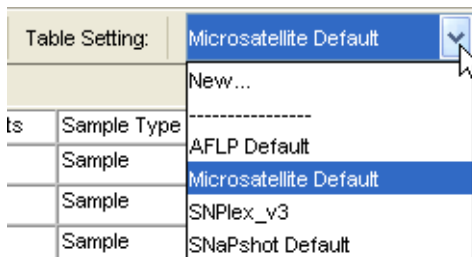 Table Setting: Microsatellite Default
New...
----------------
ts Sample Type
AFLP Default
Sample
Microsatellite Default
Sample
SNPlex_v3
Sample
SNaPshot Default